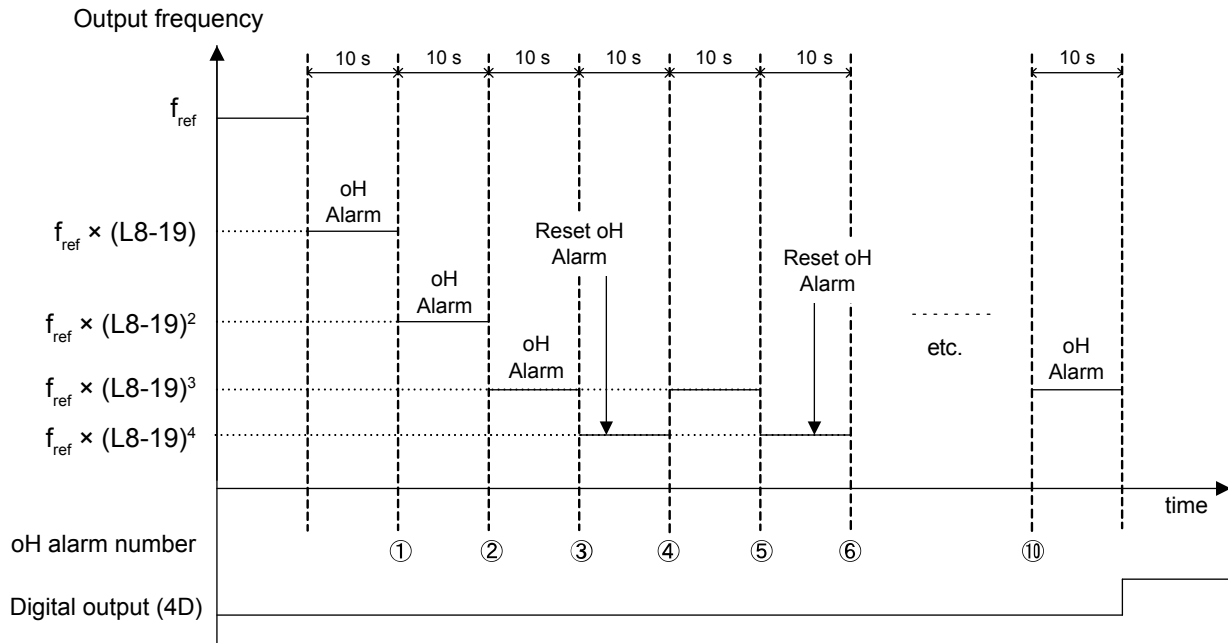 Output frequency
10 s 10 s 10 s 10 s 10 s 10 s 10 s
f_ref
oH
Alarm
f_ref × (L8-19)
Reset oH
Alarm
oH
Alarm
Reset oH
Alarm
f_ref × (L8-19)²
etc.
oH
Alarm
oH
Alarm
f_ref × (L8-19)³
f_ref × (L8-19)⁴
time
oH alarm number ① ② ③ ④ ⑤ ⑥ ⑩
Digital output (4D)